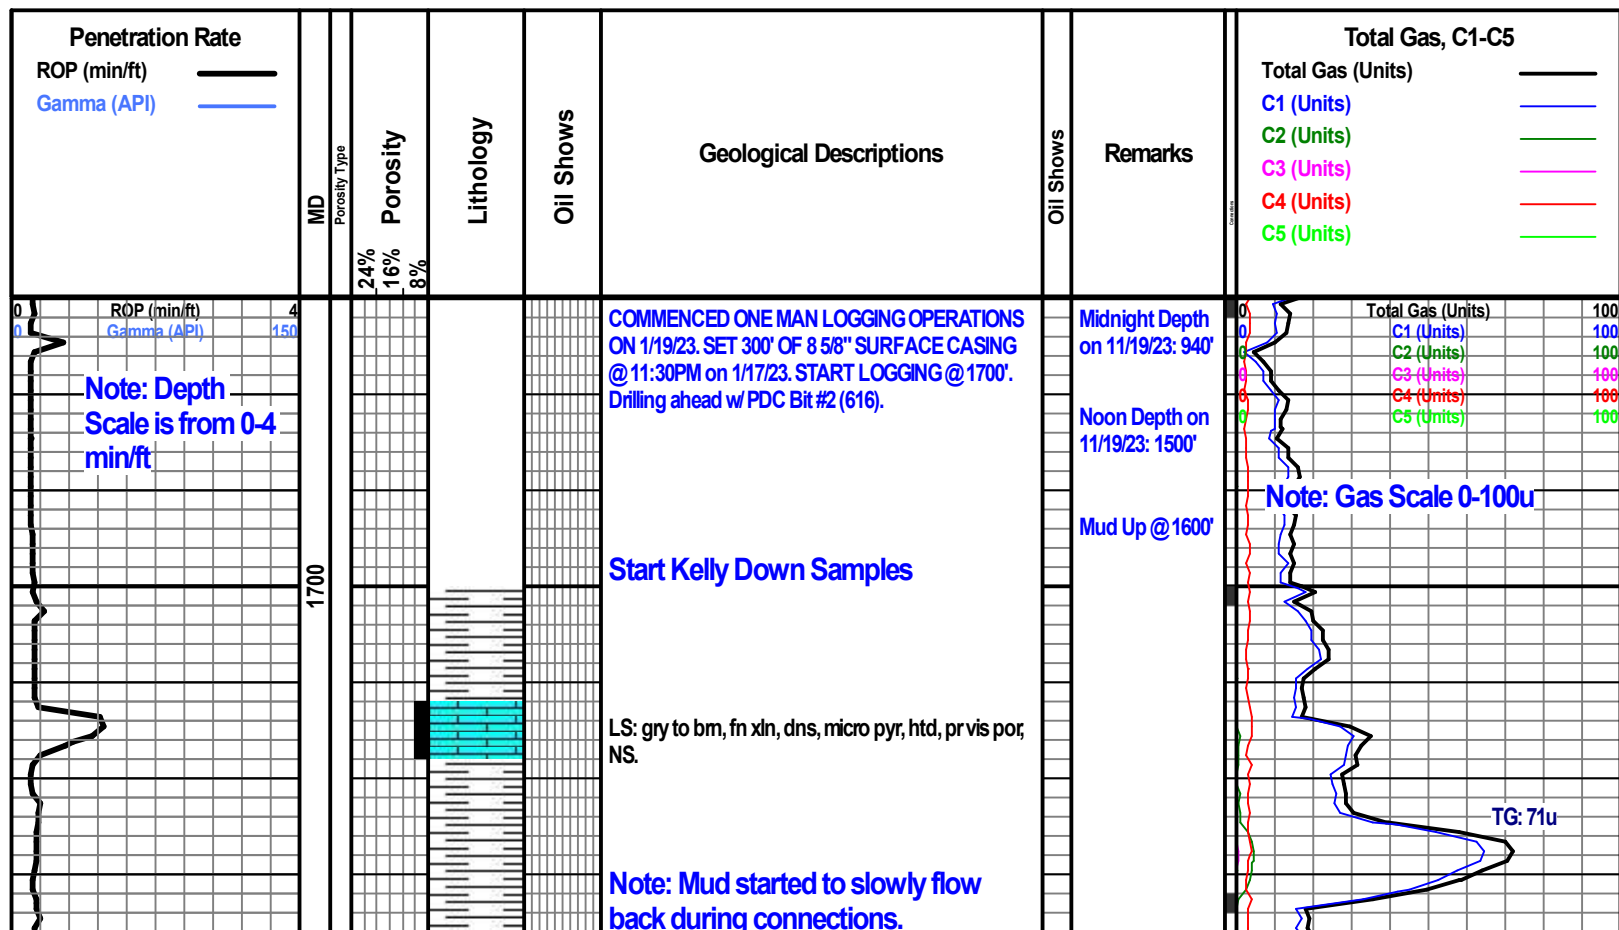 Penetration Rate
ROP (min/ft)
Gamma (API)
MD
Porosity Type
Porosity
24%
16%
8%
Lithology
Oil Shows
Geological Descriptions
Oil Shows
Remarks
Total Gas, C1-C5
Total Gas (Units)
C1 (Units)
C2 (Units)
C3 (Units)
C4 (Units)
C5 (Units)
0 ROP (min/ft) 4
0 Gamma (API) 150
Note: Depth
Scale is from 0-4
min/ft
1700
COMMENCED ONE MAN LOGGING OPERATIONS
ON 1/19/23. SET 300' OF 8 5/8" SURFACE CASING
@ 11:30PM on 1/17/23. START LOGGING @ 1700'.
Drilling ahead w/ PDC Bit #2 (616).
Start Kelly Down Samples
LS: gry to brn, fn xln, dns, micro pyr, htd, pr vis por,
NS.
Note: Mud started to slowly flow
back during connections.
Midnight Depth
on 11/19/23: 940'
Noon Depth on
11/19/23: 1500'
Mud Up @ 1600'
0 Total Gas (Units) 100
0 C1 (Units) 100
0 C2 (Units) 100
0 C3 (Units) 100
0 C4 (Units) 100
0 C5 (Units) 100
Note: Gas Scale 0-100u
TG: 71u